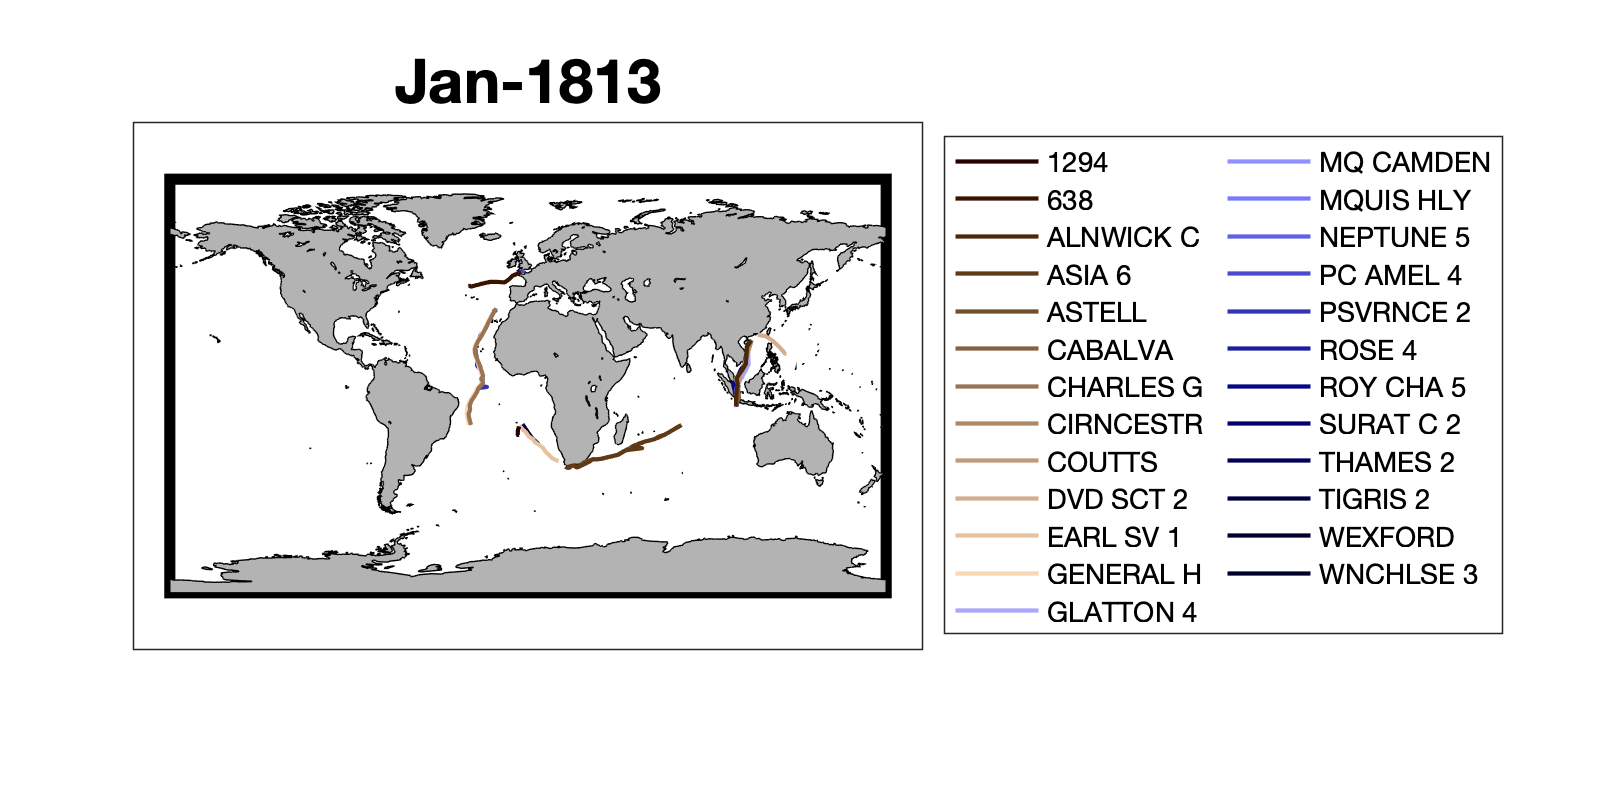 Jan-1813
1294
638
ALNWICK C
ASIA 6
ASTELL
CABALVA
CHARLES G
CIRNCESTR
COUTTS
DVD SCT 2
EARL SV 1
GENERAL H
GLATTON 4
MQ CAMDEN
MQUIS HLY
NEPTUNE 5
PC AMEL 4
PSVRNCE 2
ROSE 4
ROY CHA 5
SURAT C 2
THAMES 2
TIGRIS 2
WEXFORD
WNCHLSE 3